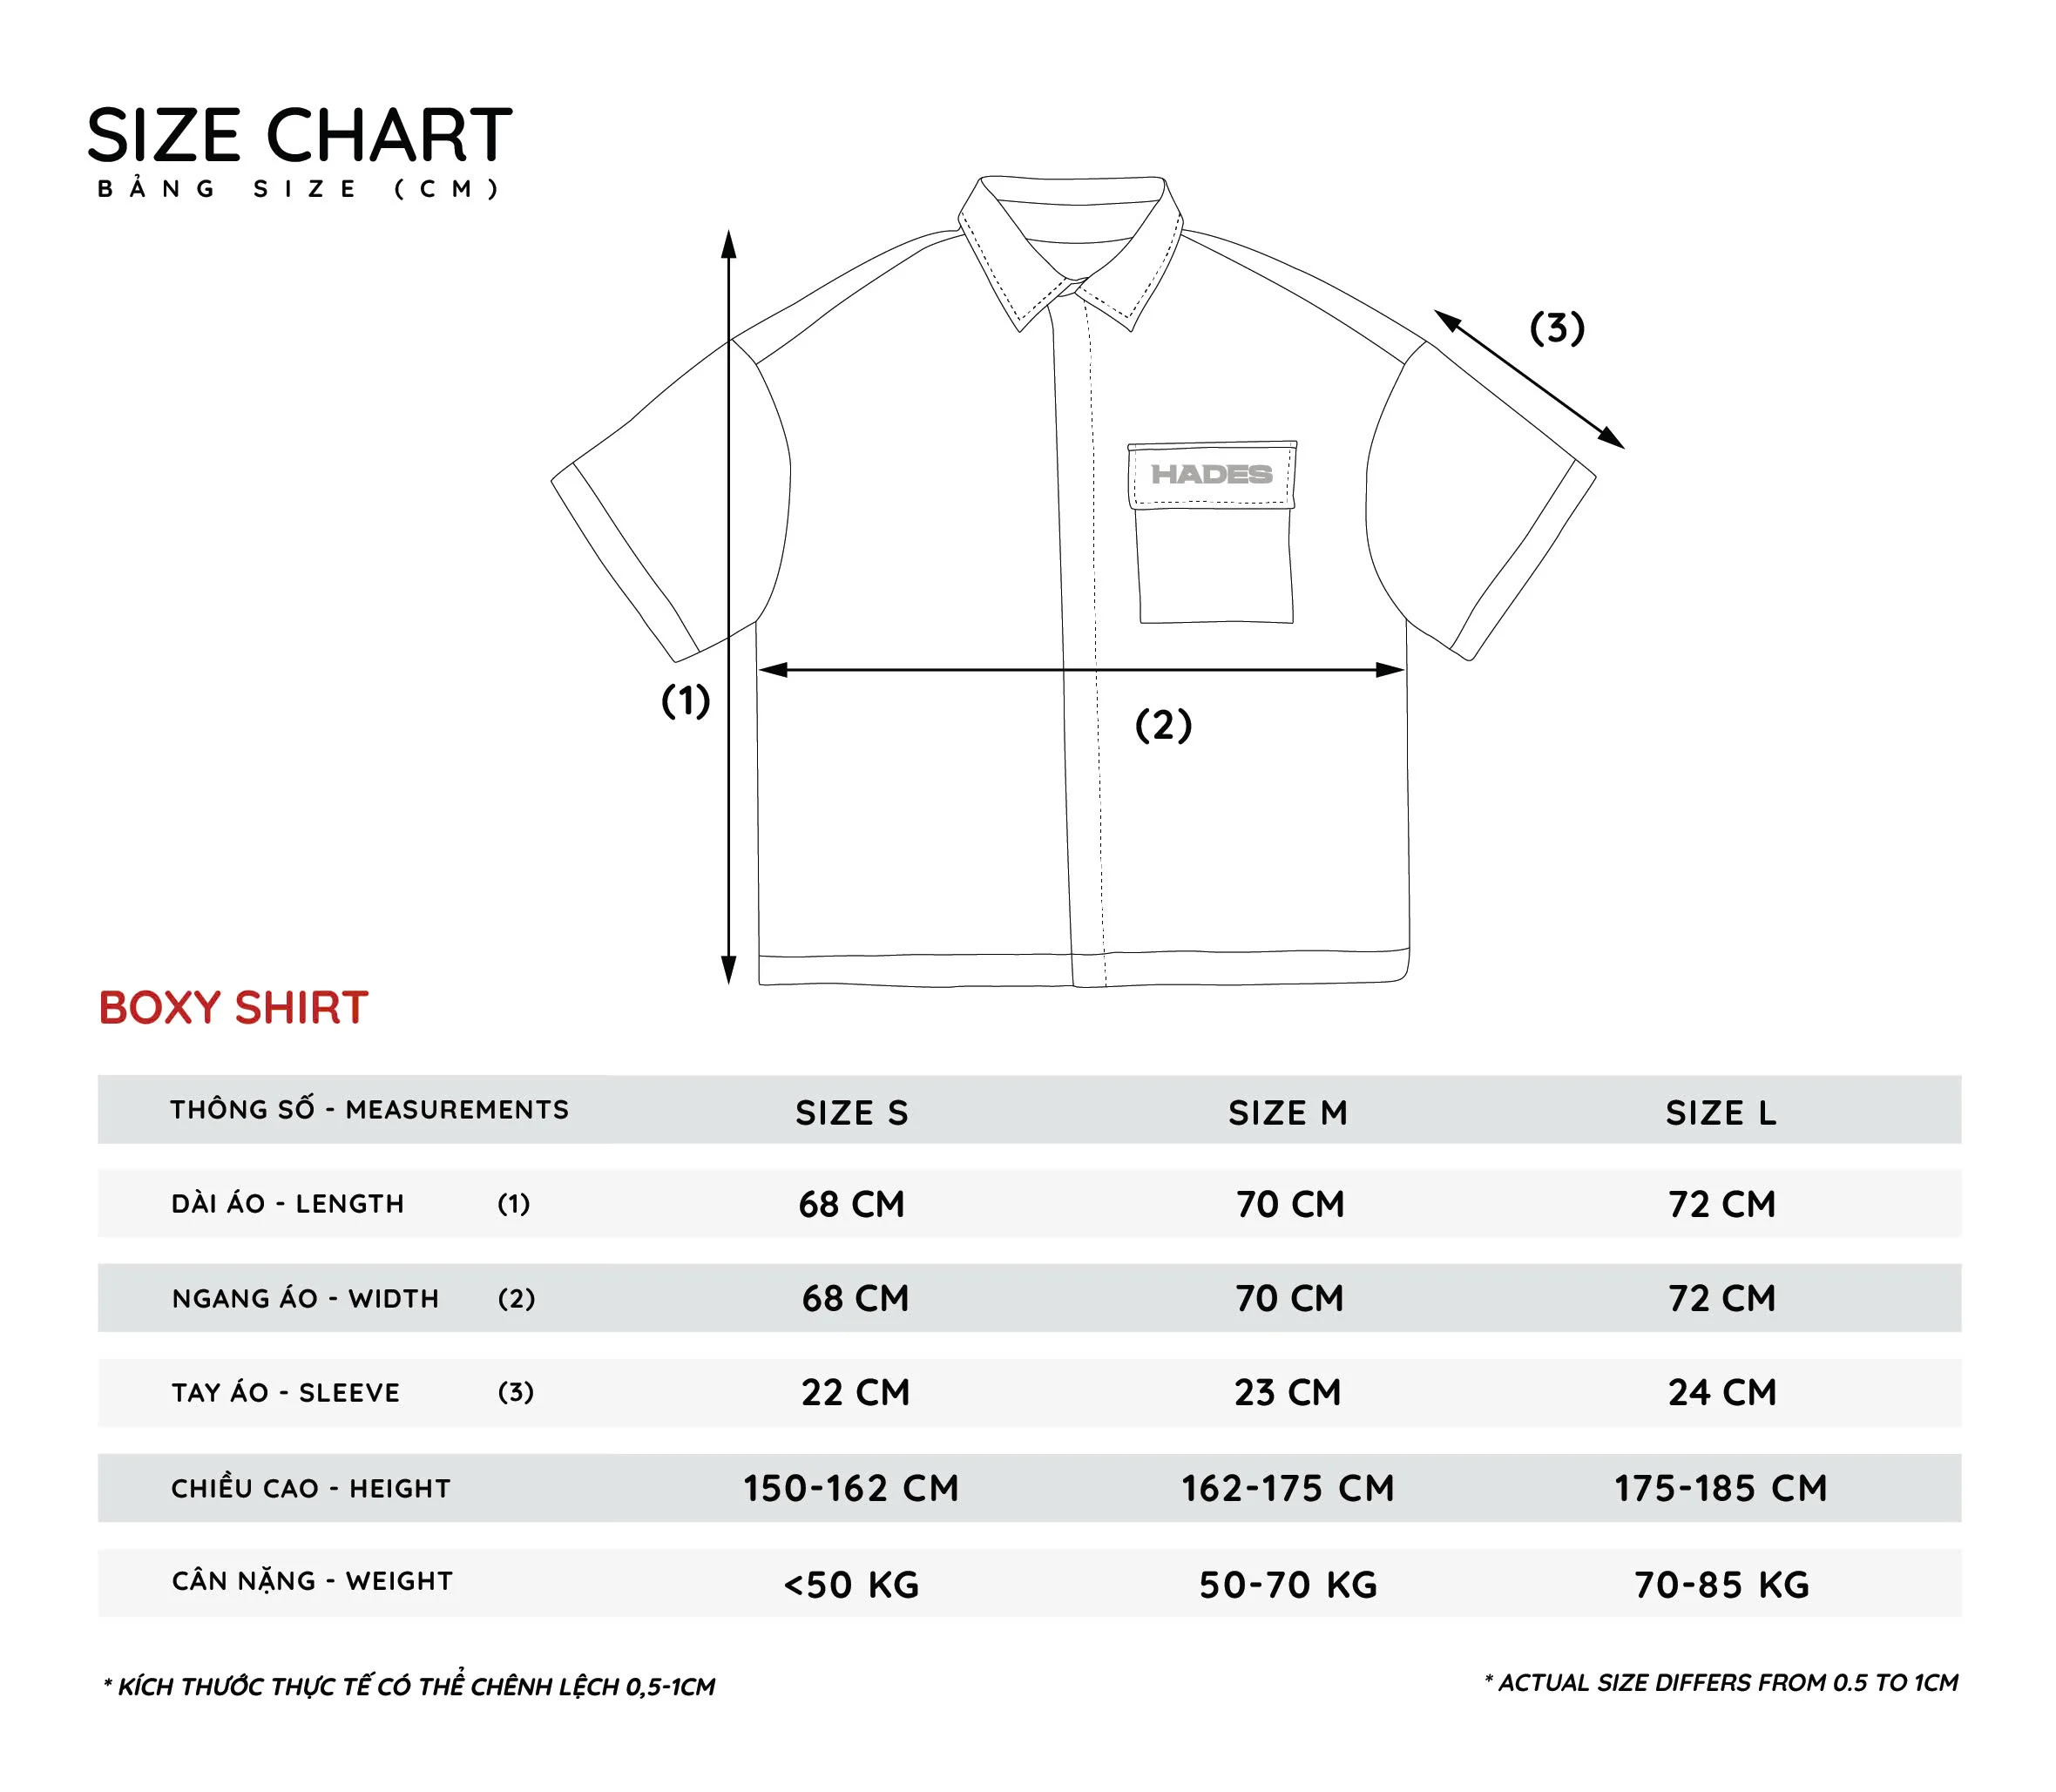 SIZE CHART
BẢNG SIZE (CM)
(3)
HADES
(1)
(2)
BOXY SHIRT
THÔNG SỐ - MEASUREMENTS SIZE S SIZE M SIZE L
DÀI ÁO - LENGTH (1) 68 CM 70 CM 72 CM
NGANG ÁO - WIDTH (2) 68 CM 70 CM 72 CM
TAY ÁO - SLEEVE (3) 22 CM 23 CM 24 CM
CHIỀU CAO - HEIGHT 150-162 CM 162-175 CM 175-185 CM
CÂN NẶNG - WEIGHT <50 KG 50-70 KG 70-85 KG
* KÍCH THƯỚC THỰC TẾ CÓ THỂ CHÊNH LỆCH 0,5-1CM
* ACTUAL SIZE DIFFERS FROM 0.5 TO 1CM